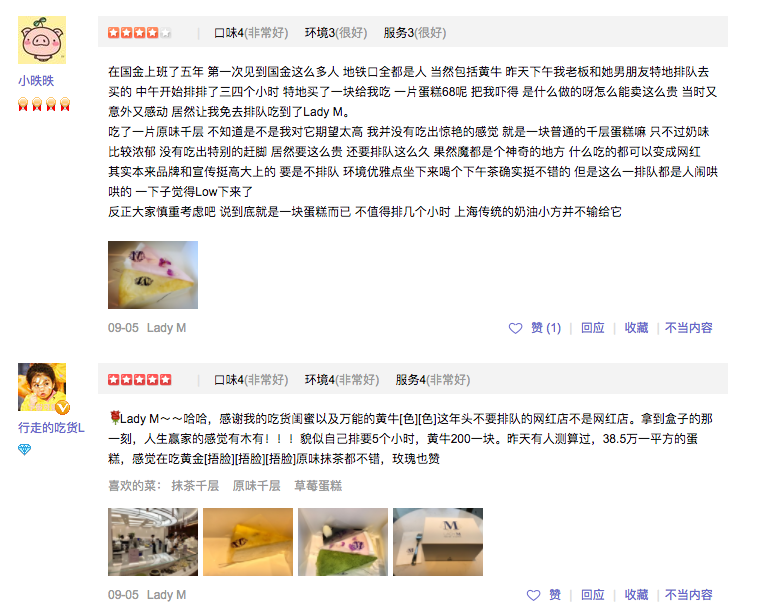 口味4(非常好) 环境3(很好) 服务3(很好)
小昳昳
在国金上班了五年 第一次见到国金这么多人 地铁口全都是人 当然包括黄牛 昨天下午我老板和她男朋友特地排队去
买的 中午开始排排了三四个小时 特地买了一块给我吃 一片蛋糕68呢 把我吓得 是什么做的呀怎么能卖这么贵 当时又
意外又感动 居然让我免去排队吃到了Lady M。
吃了一片原味千层 不知道是不是我对它期望太高 我并没有吃出惊艳的感觉 就是一块普通的千层蛋糕嘛 只不过奶味
比较浓郁 没有吃出特别的赶脚 居然要这么贵 还要排队这么久 果然魔都是个神奇的地方 什么吃的都可以变成网红
其实本来品牌和宣传挺高大上的 要是不排队 环境优雅点坐下来喝个下午茶确实挺不错的 但是这么一排队都是人闹哄
哄的 一下子觉得Low下来了
反正大家慎重考虑吧 说到底就是一块蛋糕而已 不值得排几个小时 上海传统的奶油小方并不输给它
09-05 Lady M 赞 (1) | 回应 | 收藏 | 不当内容
口味4(非常好) 环境4(非常好) 服务4(非常好)
行走的吃货L
Lady M～～哈哈，感谢我的吃货闺蜜以及万能的黄牛[色][色]这年头不要排队的网红店不是网红店。拿到盒子的那
一刻，人生赢家的感觉有木有！！！貌似自己排要5个小时，黄牛200一块。昨天有人测算过，38.5万一平方的蛋
糕，感觉在吃黄金[捂脸][捂脸][捂脸]原味抹茶都不错，玫瑰也赞
喜欢的菜： 抹茶千层 原味千层 草莓蛋糕
M
09-05 Lady M 赞 | 回应 | 收藏 | 不当内容